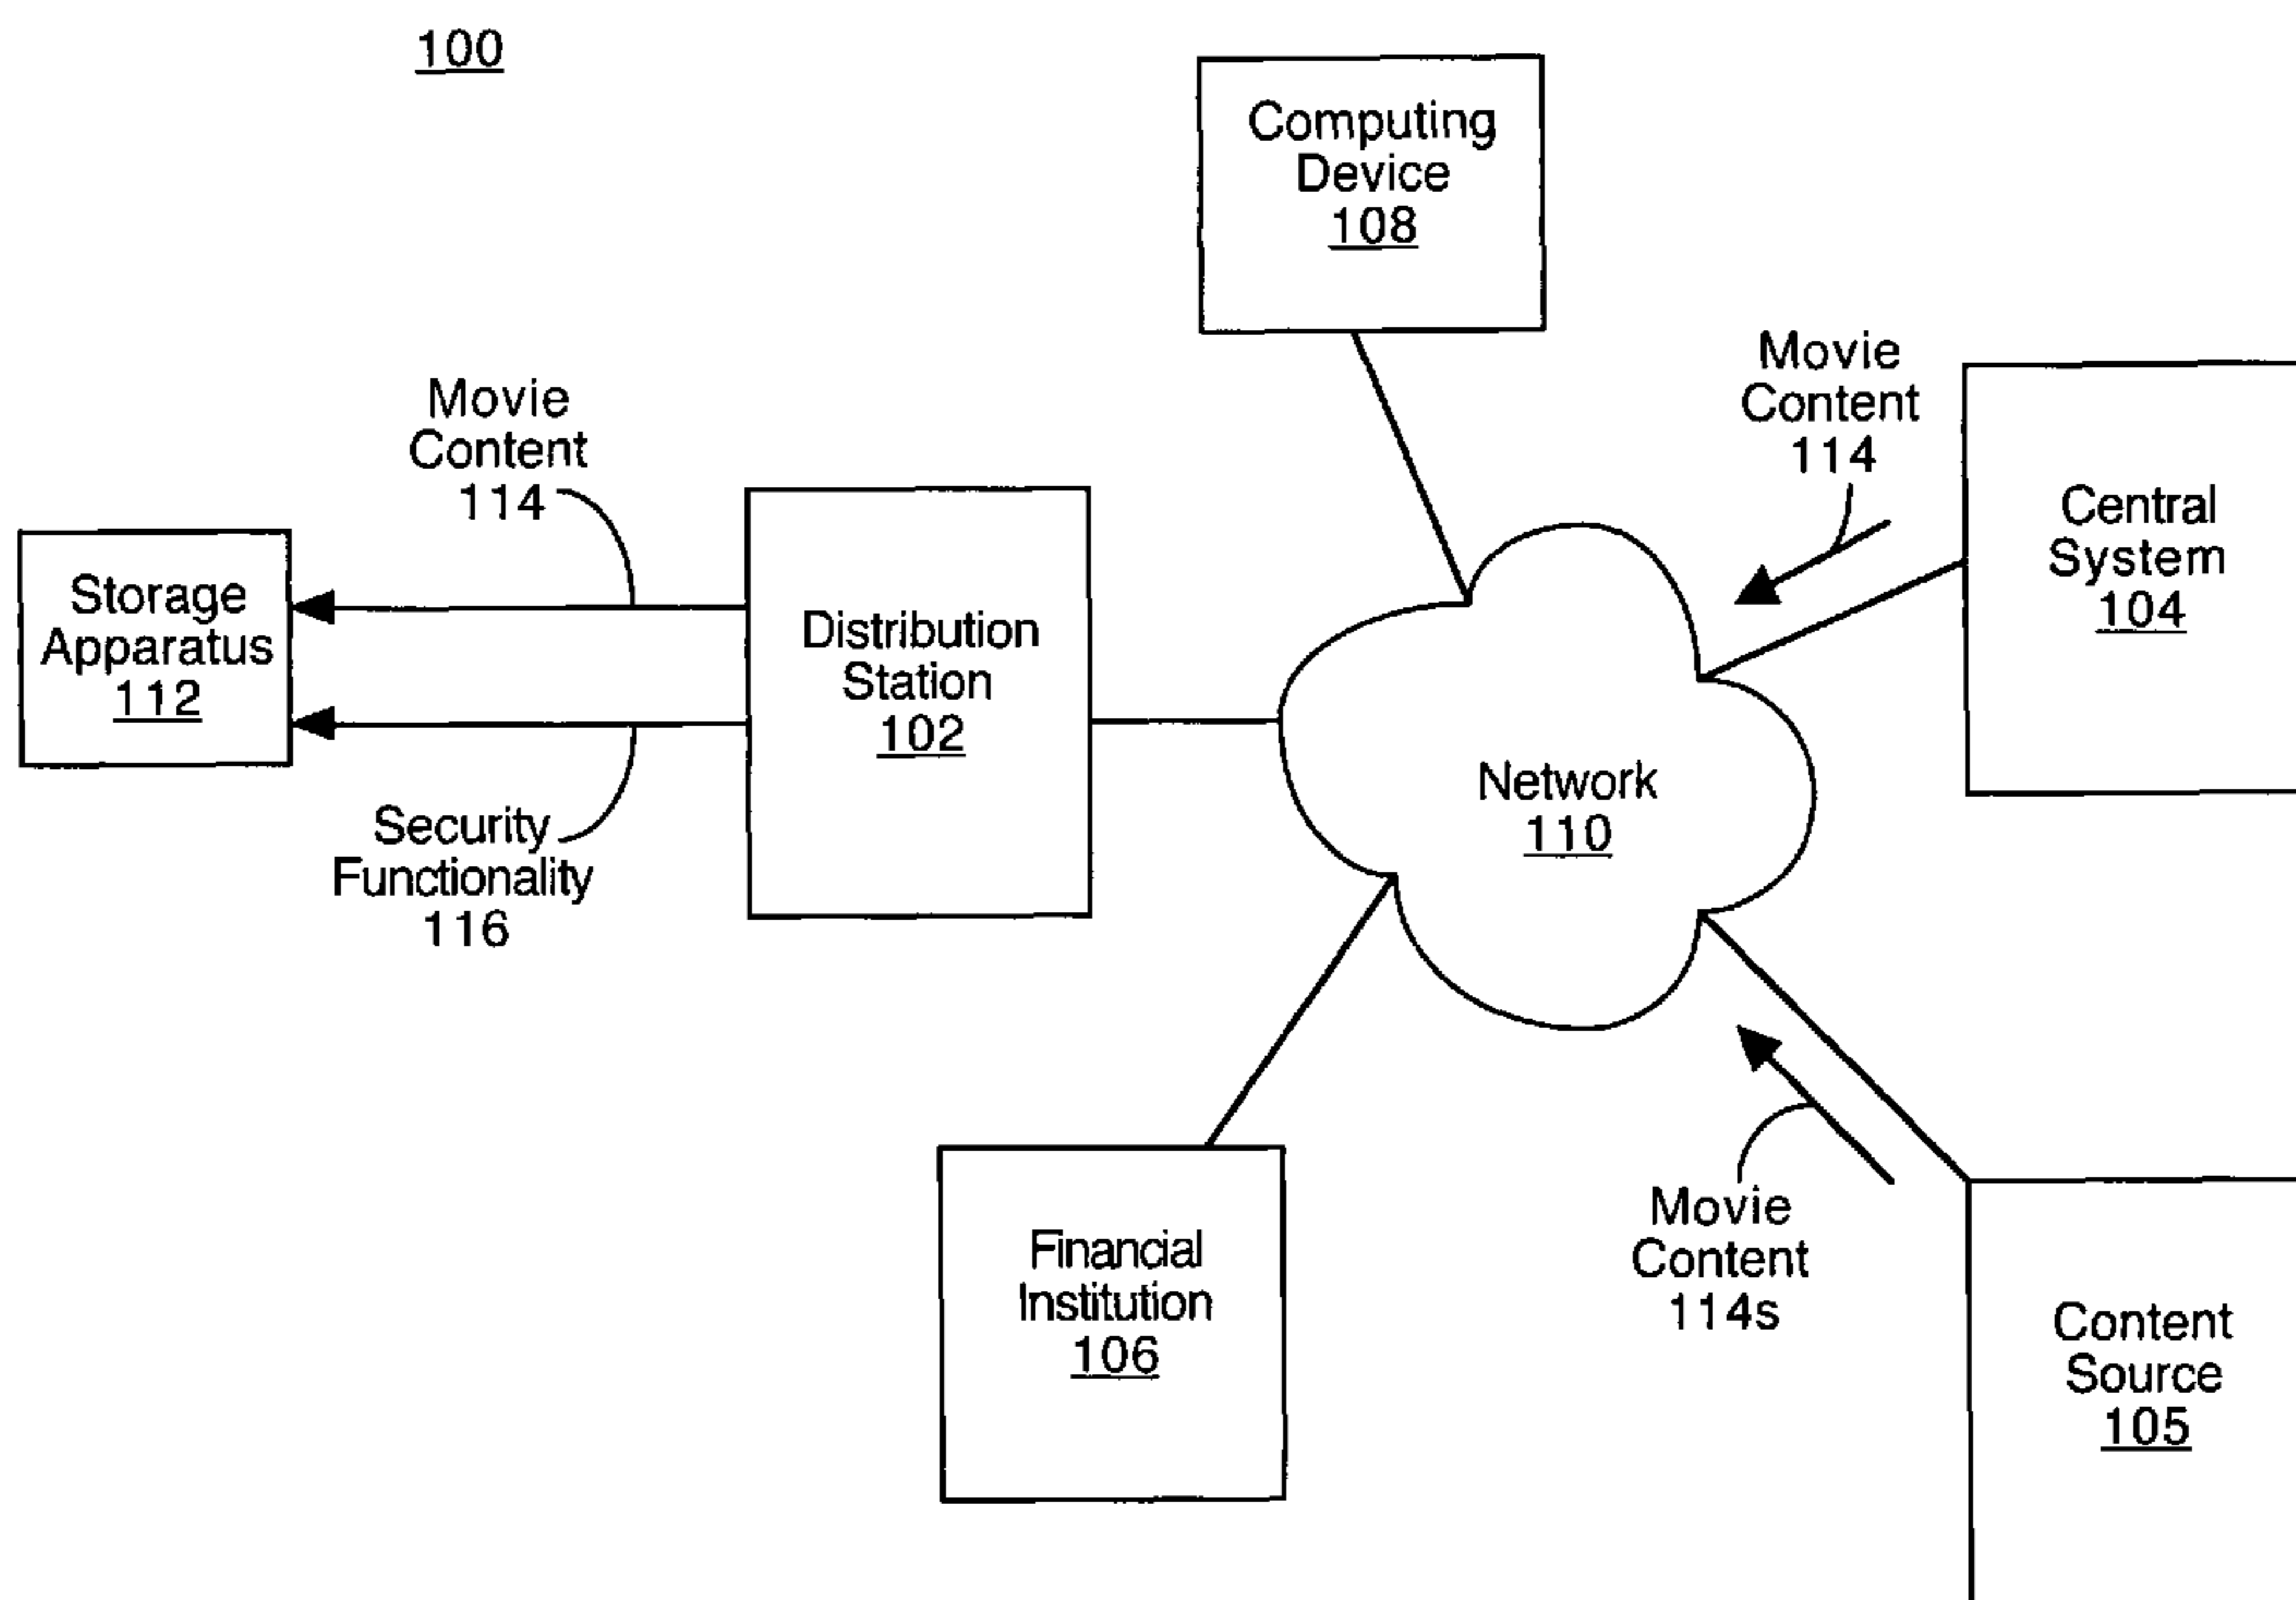 100
Computing
Device
108
Movie
Content
114
Central
System
104
Movie
Content
114
Storage
Apparatus
112
Distribution
Station
102
Network
110
Security
Functionality
116
Financial
Institution
106
Movie
Content
114s
Content
Source
105